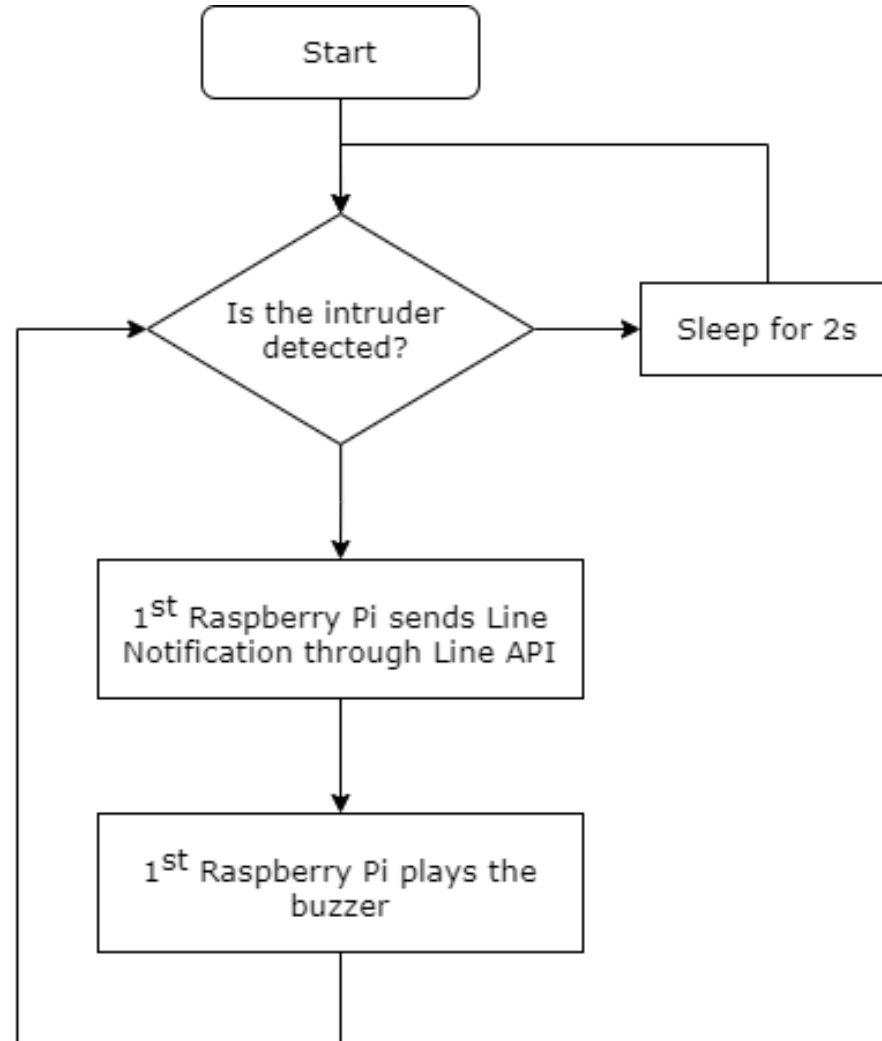 Start
Is the intruder
detected?
Sleep for 2s
1st Raspberry Pi sends Line
Notification through Line API
1st Raspberry Pi plays the
buzzer